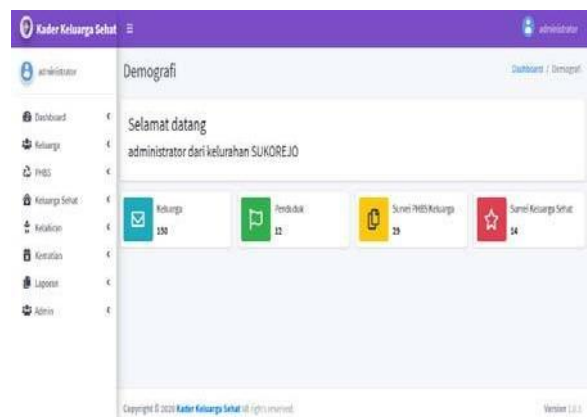 Kader Keluarga Sehat
administrator
administrator
Demografi
Dashboard / Demografi
Selamat datang
administrator dari kelurahan SUKOREJO
Dashboard
Keluarga
PHBS
Keluarga Sehat
Kelahiran
Kematian
Laporan
Admin
Keluarga
150
Penduduk
12
Survei PHBS Keluarga
29
Survei Keluarga Sehat
14
Copyright © 2020 Kader Keluarga Sehat All rights reserved.
Version